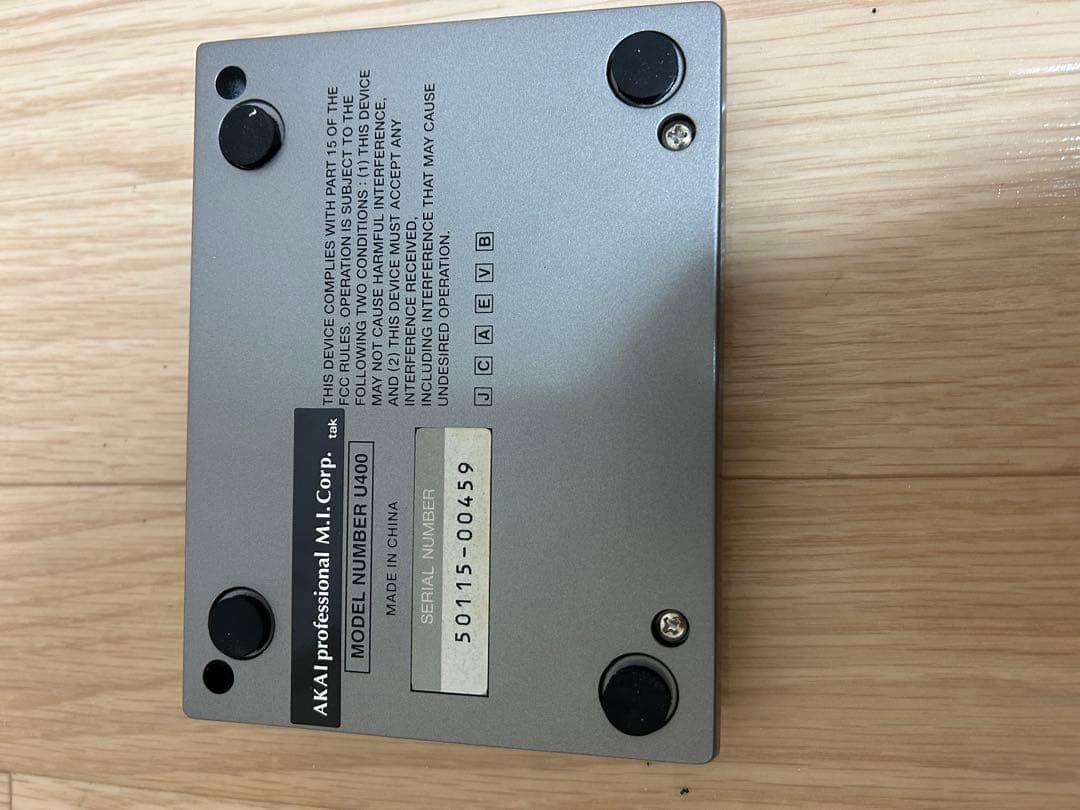 AKAI professional M.I.Corp. tak
MODEL NUMBER U400
MADE IN CHINA
SERIAL NUMBER
50115-00459
THIS DEVICE COMPLIES WITH PART 15 OF THE
FCC RULES. OPERATION IS SUBJECT TO THE
FOLLOWING TWO CONDITIONS : (1) THIS DEVICE
MAY NOT CAUSE HARMFUL INTERFERENCE,
AND (2) THIS DEVICE MUST ACCEPT ANY
INTERFERENCE RECEIVED,
INCLUDING INTERFERENCE THAT MAY CAUSE
UNDESIRED OPERATION.
J C A E V B